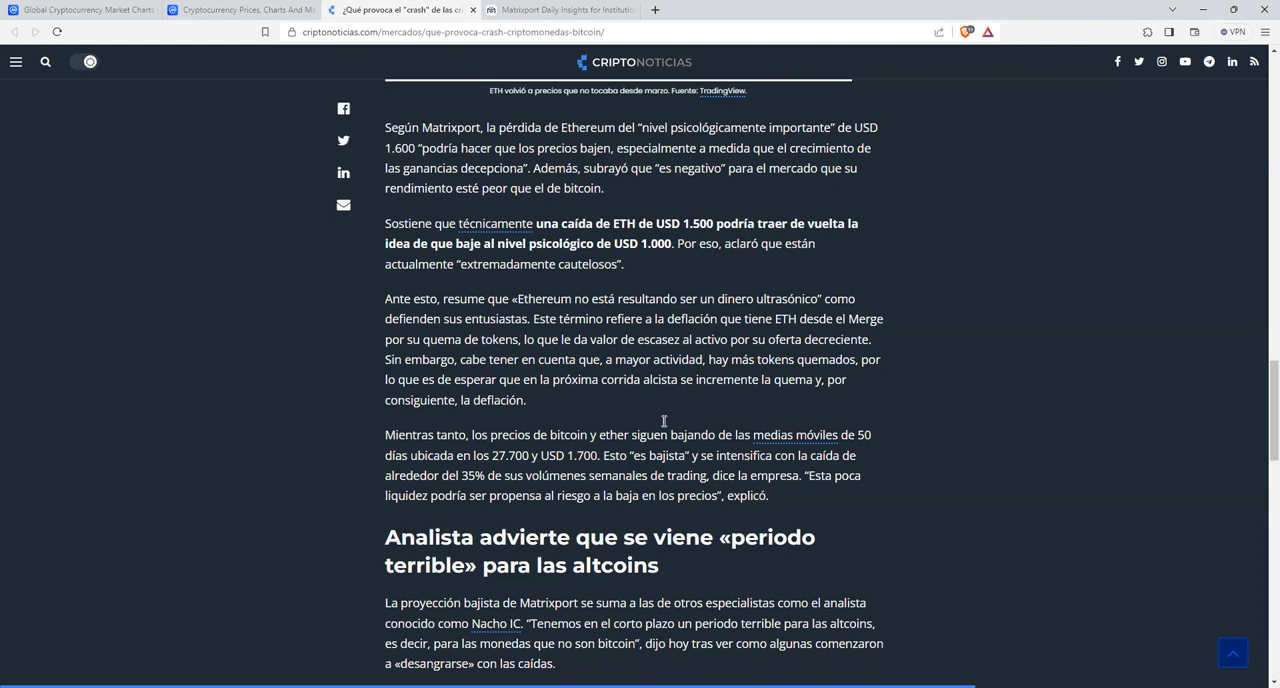 Global Cryptocurrency Market Charts
Cryptocurrency Prices, Charts And Ma
¿Qué provoca el "crash" de las cri
Matrixport Daily Insights for Institution
criptonoticias.com/mercados/que-provoca-crash-criptomonedas-bitcoin/
VPN
CRIPTONOTICIAS
ETH volvió a precios que no tocaba desde marzo. Fuente: TradingView.
Según Matrixport, la pérdida de Ethereum del “nivel psicológicamente importante” de USD
1.600 “podría hacer que los precios bajen, especialmente a medida que el crecimiento de
las ganancias decepciona”. Además, subrayó que “es negativo” para el mercado que su
rendimiento esté peor que el de bitcoin.
Sostiene que técnicamente una caída de ETH de USD 1.500 podría traer de vuelta la
idea de que baje al nivel psicológico de USD 1.000. Por eso, aclaró que están
actualmente “extremadamente cautelosos”.
Ante esto, resume que «Ethereum no está resultando ser un dinero ultrasónico” como
defienden sus entusiastas. Este término refiere a la deflación que tiene ETH desde el Merge
por su quema de tokens, lo que le da valor de escasez al activo por su oferta decreciente.
Sin embargo, cabe tener en cuenta que, a mayor actividad, hay más tokens quemados, por
lo que es de esperar que en la próxima corrida alcista se incremente la quema y, por
consiguiente, la deflación.
Mientras tanto, los precios de bitcoin y ether siguen bajando de las medias móviles de 50
días ubicada en los 27.700 y USD 1.700. Esto “es bajista” y se intensifica con la caída de
alrededor del 35% de sus volúmenes semanales de trading, dice la empresa. “Esta poca
liquidez podría ser propensa al riesgo a la baja en los precios”, explicó.
Analista advierte que se viene «periodo
terrible» para las altcoins
La proyección bajista de Matrixport se suma a las de otros especialistas como el analista
conocido como Nacho IC. “Tenemos en el corto plazo un periodo terrible para las altcoins,
es decir, para las monedas que no son bitcoin”, dijo hoy tras ver como algunas comenzaron
a «desangrarse» con las caídas.